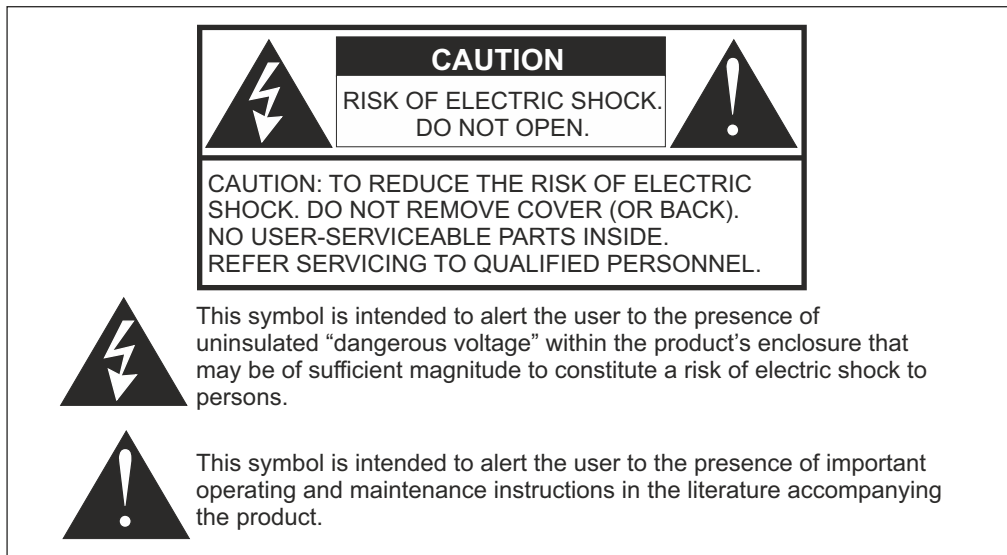 CAUTION
RISK OF ELECTRIC SHOCK.
DO NOT OPEN.
CAUTION: TO REDUCE THE RISK OF ELECTRIC
SHOCK. DO NOT REMOVE COVER (OR BACK).
NO USER-SERVICEABLE PARTS INSIDE.
REFER SERVICING TO QUALIFIED PERSONNEL.
This symbol is intended to alert the user to the presence of
uninsulated “dangerous voltage” within the product’s enclosure that
may be of sufficient magnitude to constitute a risk of electric shock to
persons.
This symbol is intended to alert the user to the presence of important
operating and maintenance instructions in the literature accompanying
the product.